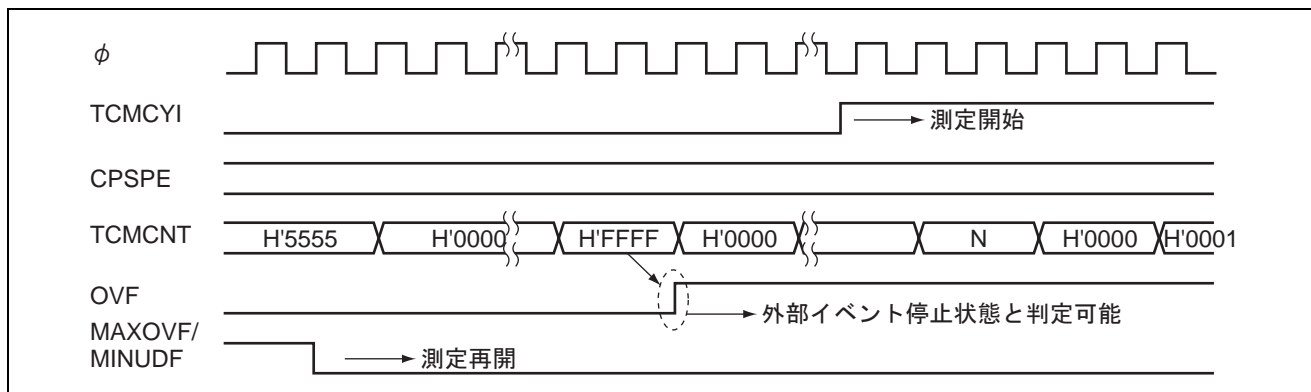 φ
TCMCYI
測定開始
CPSPE
TCMCNT H'5555 H'0000 H'FFFF H'0000 N H'0000 H'0001
OVF
外部イベント停止状態と判定可能
MAXOVF/
MINUDF
測定再開